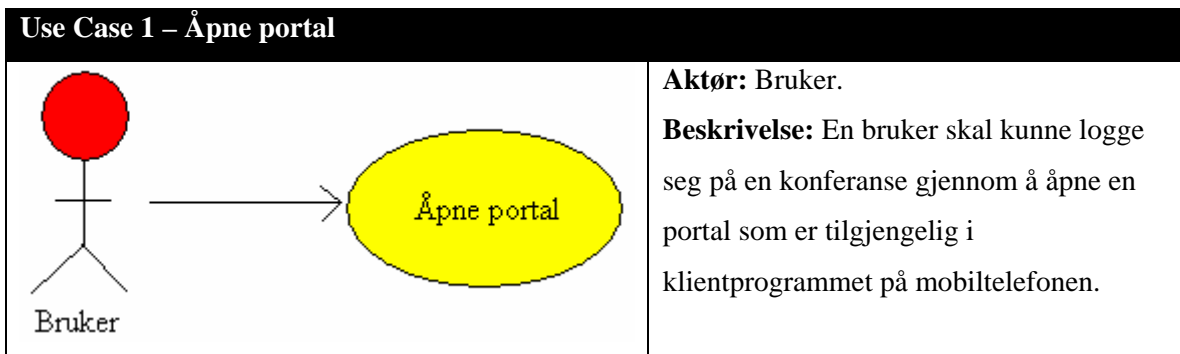 Use Case 1 – Åpne portal
Åpne portal
Bruker
Aktør: Bruker.
Beskrivelse: En bruker skal kunne logge
seg på en konferanse gjennom å åpne en
portal som er tilgjengelig i
klientprogrammet på mobiltelefonen.